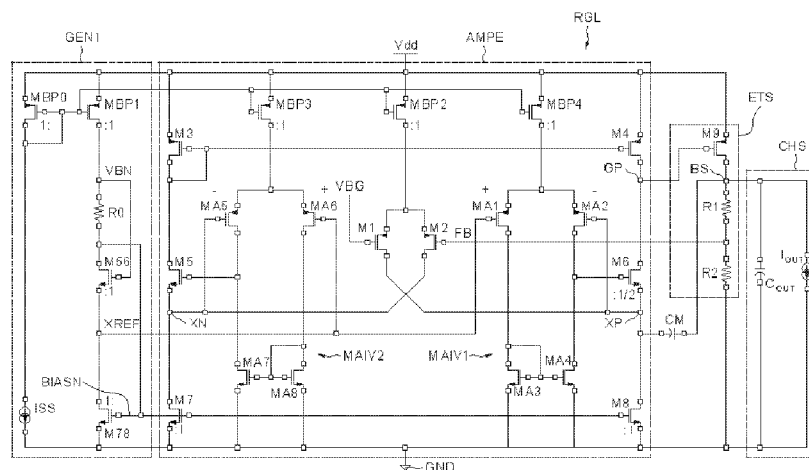 GEN1 AMPE RGL
Vdd
MBP0 MBP1 MBP3 MBP2 MBP4 ETS
1: :1 :1 :1 :1
M3 M4 M9 CHS
VBN GP BS
- + VBG + -
MA5 MA6 MA1 MA2
R0 M1 M2 FB R1
M56 M5 M6 R2 IOUT
:1 :1/2 COUT
XREF XN XP CM
MAIV2 MAIV1
MA7 MA8 MA3 MA4
BIASN
ISS 1: M7 M8
M78 :1
GND